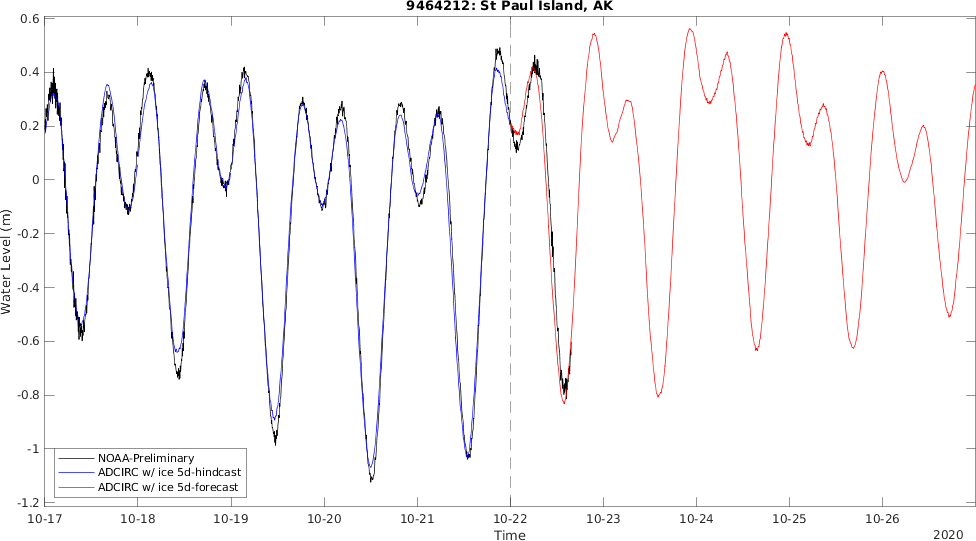 9464212: St Paul Island, AK
0.6
0.4
0.2
0
-0.2
-0.4
-0.6
-0.8
-1
-1.2
Water Level (m)
NOAA-Preliminary
ADCIRC w/ ice 5d-hindcast
ADCIRC w/ ice 5d-forecast
10-17 10-18 10-19 10-20 10-21 10-22 10-23 10-24 10-25 10-26
Time
2020